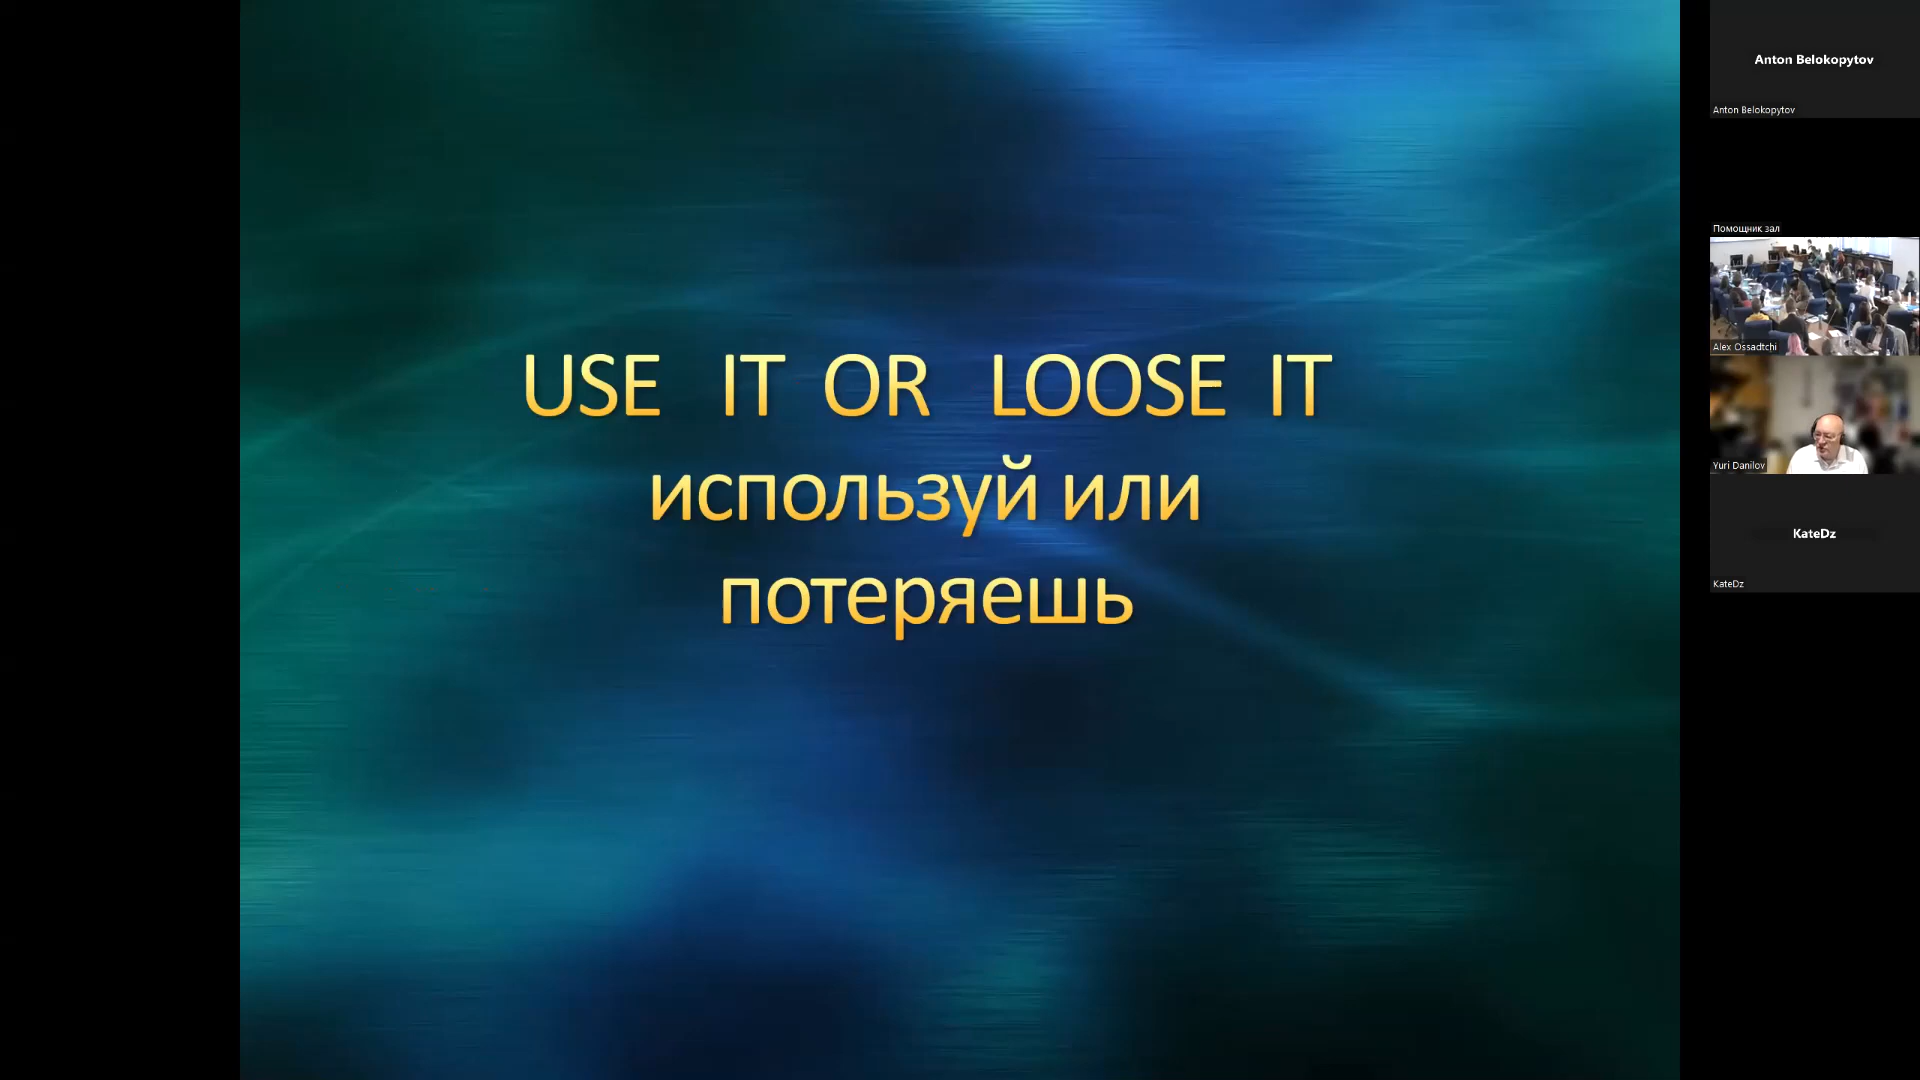 USE IT OR LOOSE IT
используй или
потеряешь
Anton Belokopytov
Anton Belokopytov
Помощник зал
Alex Ossadtchi
Yuri Danilov
KateDz
KateDz